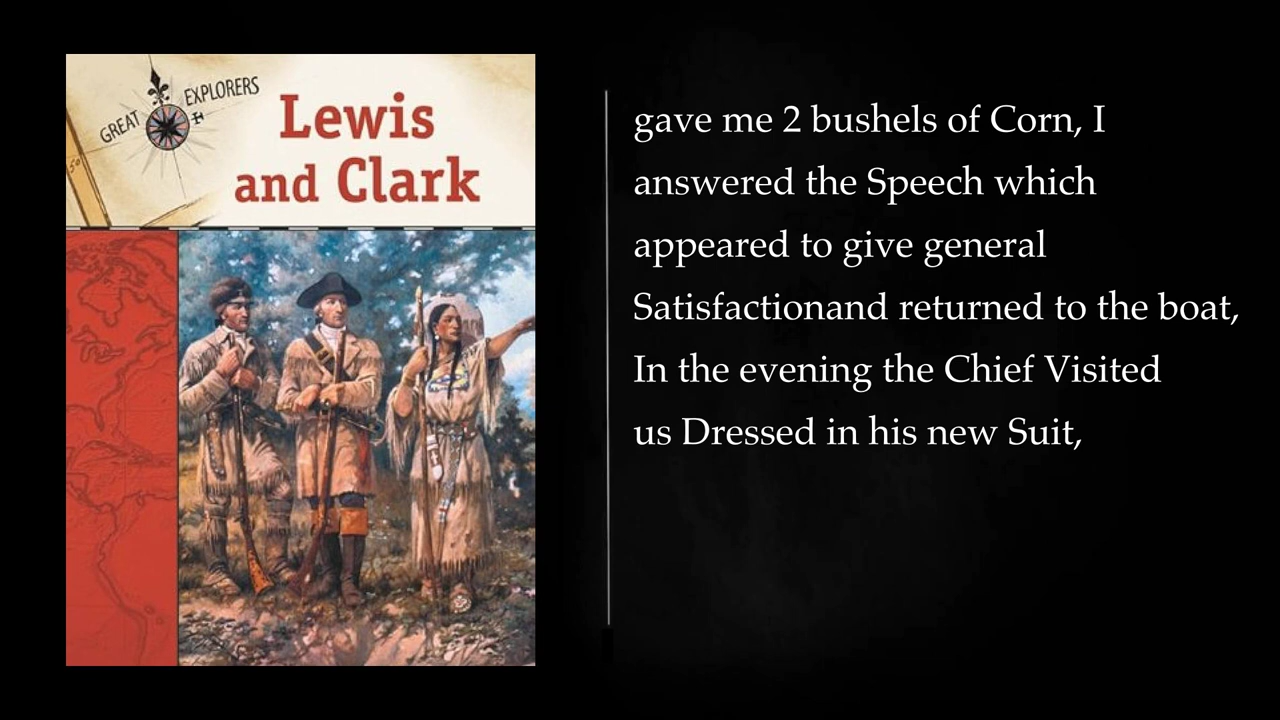 GREAT EXPLORERS
Lewis
and Clark
gave me 2 bushels of Corn, I
answered the Speech which
appeared to give general
Satisfactionand returned to the boat,
In the evening the Chief Visited
us Dressed in his new Suit,